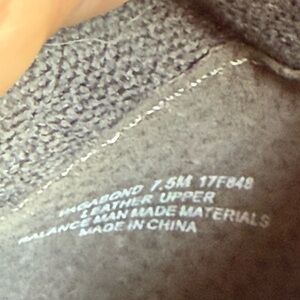 VAGABOND 7.5M 17F848
LEATHER UPPER
BALANCE MAN MADE MATERIALS
MADE IN CHINA